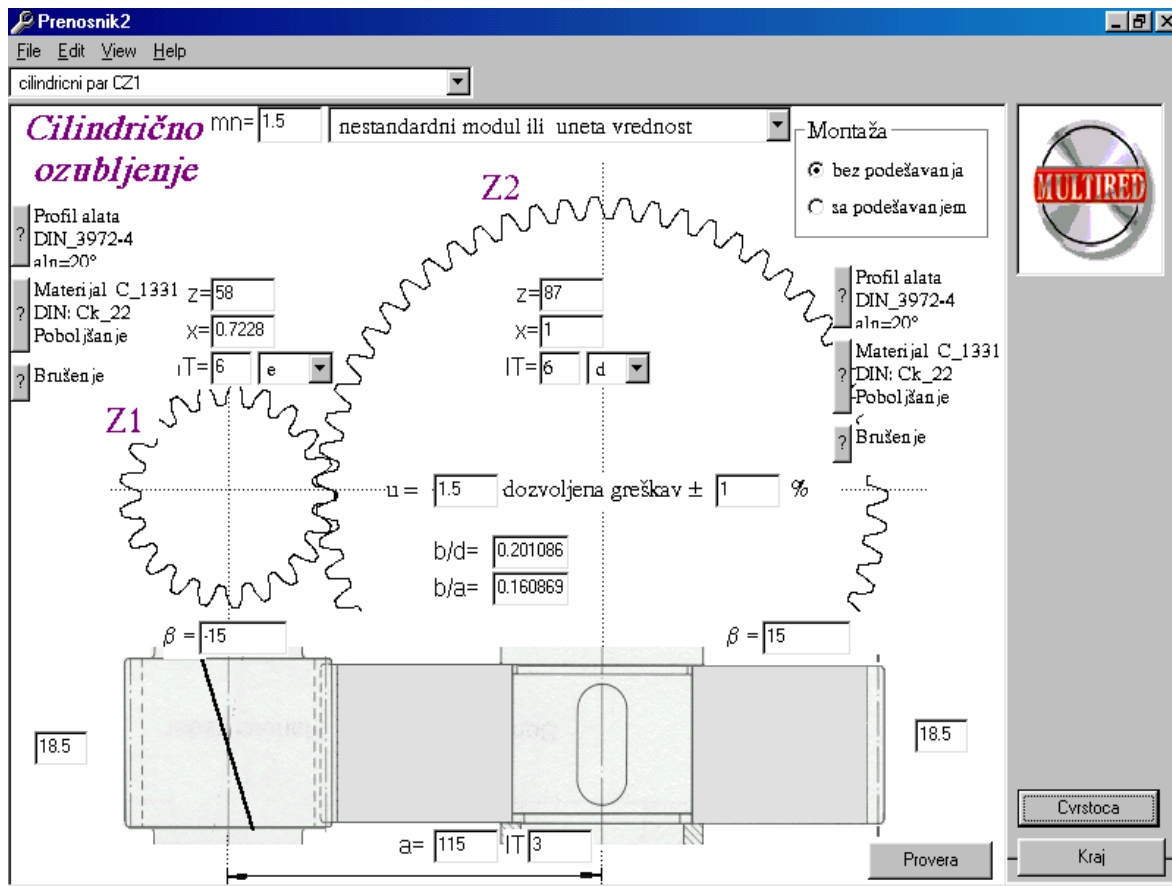 Prenosnik2
File Edit View Help
cilindricni par CZ1
Cilindrično
ozubljenje
mn= 1.5
nestandardni modul ili uneta vrednost
Montaža
bez podešavanja
sa podešavanjem
MULTIRED
Z2
? Profil alata
DIN_3972-4
aln=20°
? Materijal C_1331
DIN: Ck_22
Poboljšanje
? Brušenje
z= 58
x= 0.7228
IT= 6 e
z= 87
x= 1
IT= 6 d
? Profil alata
DIN_3972-4
aln=20°
? Materijal C_1331
DIN: Ck_22
Poboljšanje
? Brušenje
Z1
u = 1.5 dozvoljena greškav ± 1 %
b/d= 0.201086
b/a= 0.160869
β = -15
β = 15
18.5
18.5
a= 115 IT 3
Provera
Cvrstoca
Kraj